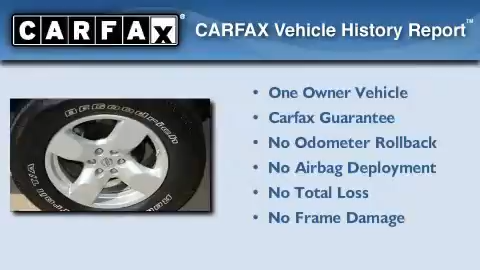 CARFAX®
CARFAX Vehicle History Report™
• One Owner Vehicle
• Carfax Guarantee
• No Odometer Rollback
• No Airbag Deployment
• No Total Loss
• No Frame Damage
BFGoodrich